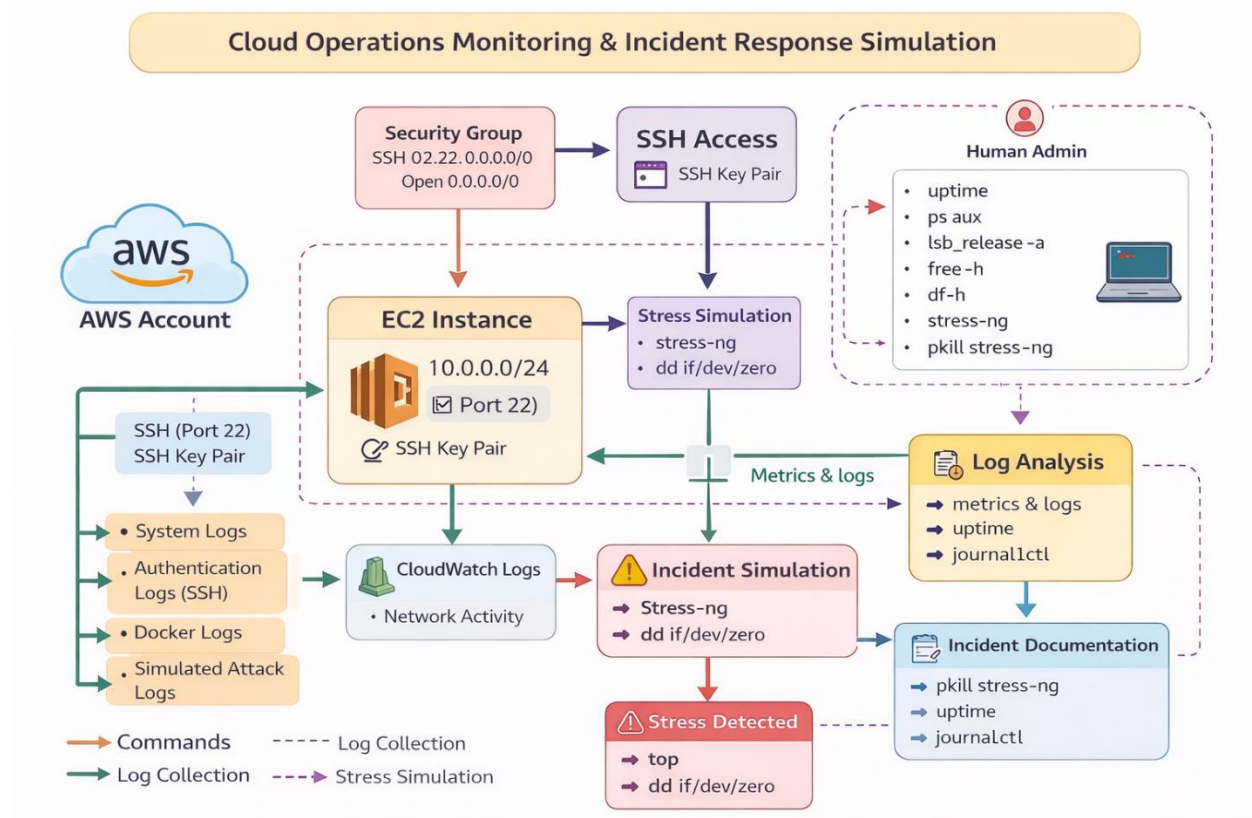 Cloud Operations Monitoring & Incident Response Simulation
Security Group
SSH 02.22.0.0.0.0/0
Open 0.0.0.0/0
SSH Access
SSH Key Pair
Human Admin
• uptime
• ps aux
• lsb_release -a
• free -h
• df-h
• stress-ng
• pkill stress-ng
aws
AWS Account
EC2 Instance
10.0.0.0/24
Port 22)
SSH Key Pair
Stress Simulation
• stress-ng
• dd if/dev/zero
SSH (Port 22)
SSH Key Pair
Metrics & logs
Log Analysis
metrics & logs
uptime
journal1ctl
• System Logs
• Authentication
Logs (SSH)
• Docker Logs
• Simulated Attack
Logs
CloudWatch Logs
• Network Activity
Incident Simulation
Stress-ng
dd if/dev/zero
Incident Documentation
pkill stress-ng
uptime
journalctl
Stress Detected
top
dd if/dev/zero
Commands
Log Collection
Log Collection
Stress Simulation